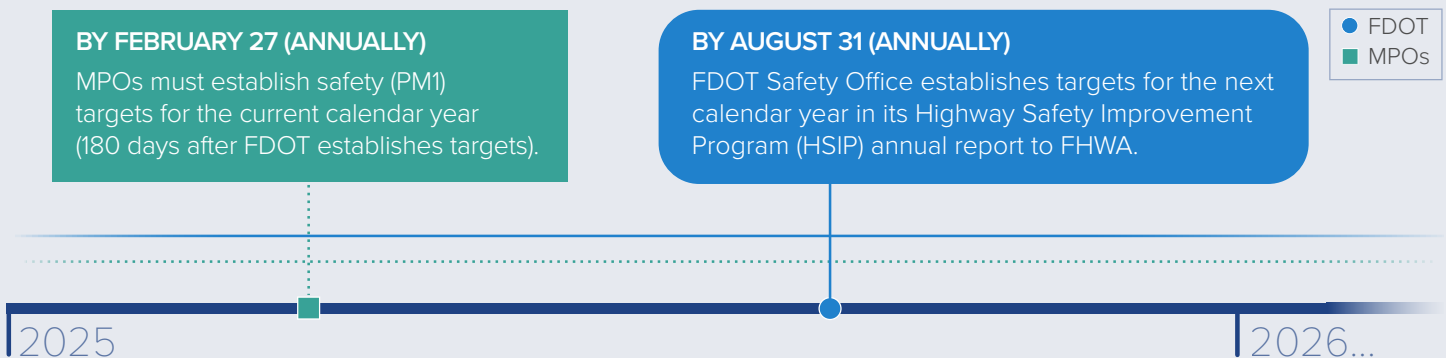 BY FEBRUARY 27 (ANNUALLY)
MPOs must establish safety (PM1)
targets for the current calendar year
(180 days after FDOT establishes targets).
BY AUGUST 31 (ANNUALLY)
FDOT Safety Office establishes targets for the next
calendar year in its Highway Safety Improvement
Program (HSIP) annual report to FHWA.
FDOT
MPOs
2025
2026...